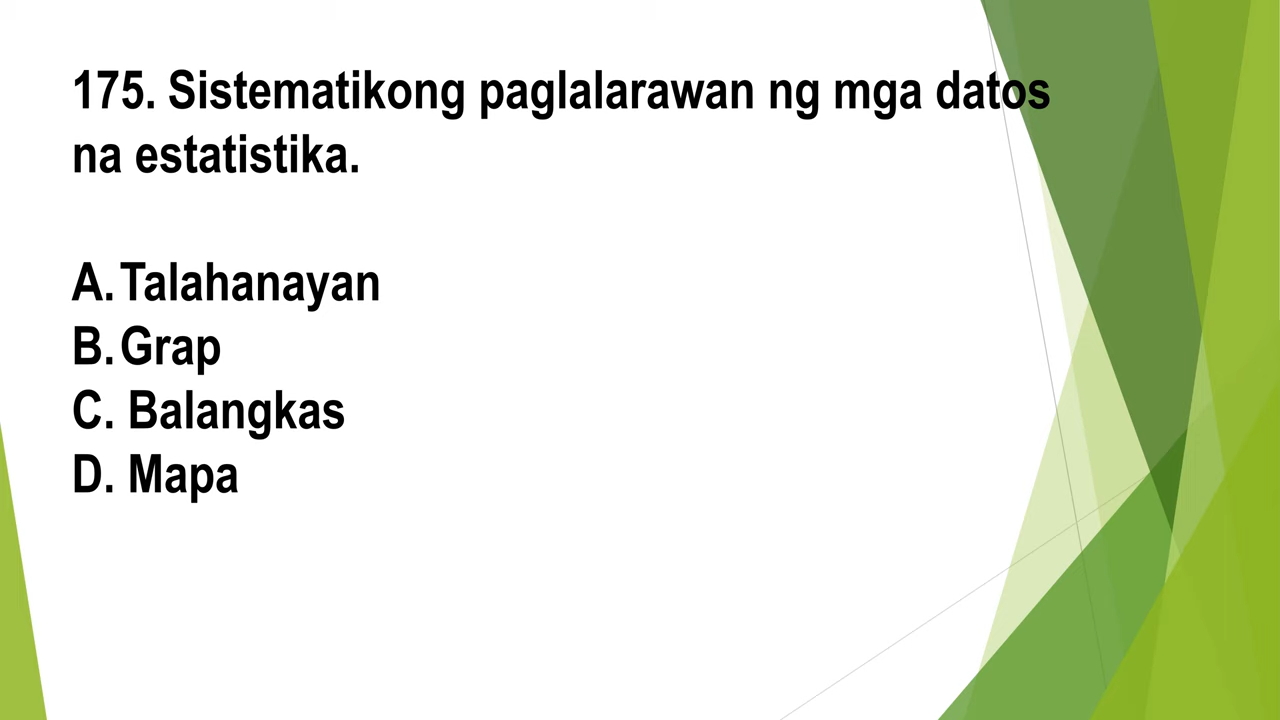 175. Sistematikong paglalarawan ng mga datos
na estatistika.
A. Talahanayan
B. Grap
C. Balangkas
D. Mapa